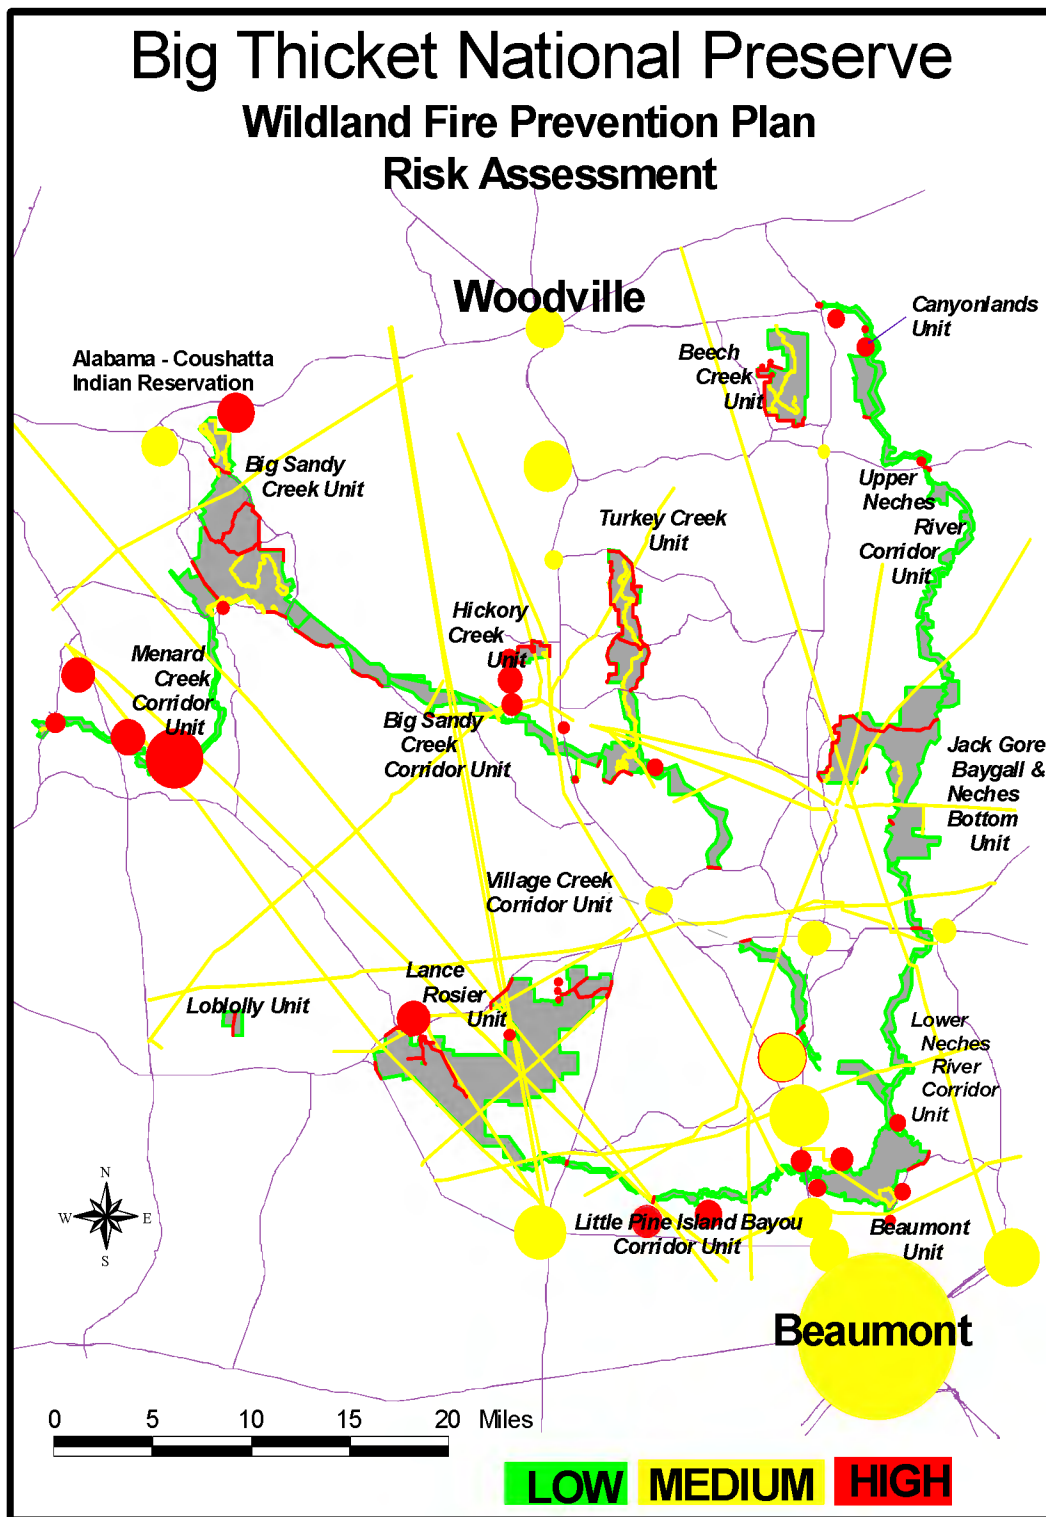 Big Thicket National Preserve
Wildland Fire Prevention Plan
Risk Assessment
Woodville
Canyonlands
Unit
Beech
Creek
Unit
Alabama - Coushatta
Indian Reservation
Big Sandy
Creek Unit
Upper
Neches
River
Corridor
Unit
Turkey Creek
Unit
Hickory
Creek
Unit
Menard
Creek
Corridor
Unit
Big Sandy
Creek
Corridor Unit
Jack Gore
Baygall &
Neches
Bottom
Unit
Village Creek
Corridor Unit
Lance
Rosier
Unit
Loblolly Unit
Lower
Neches
River
Corridor
Unit
N
W E
S
Little Pine Island Bayou
Corridor Unit
Beaumont
Unit
Beaumont
0 5 10 15 20 Miles
LOW MEDIUM HIGH